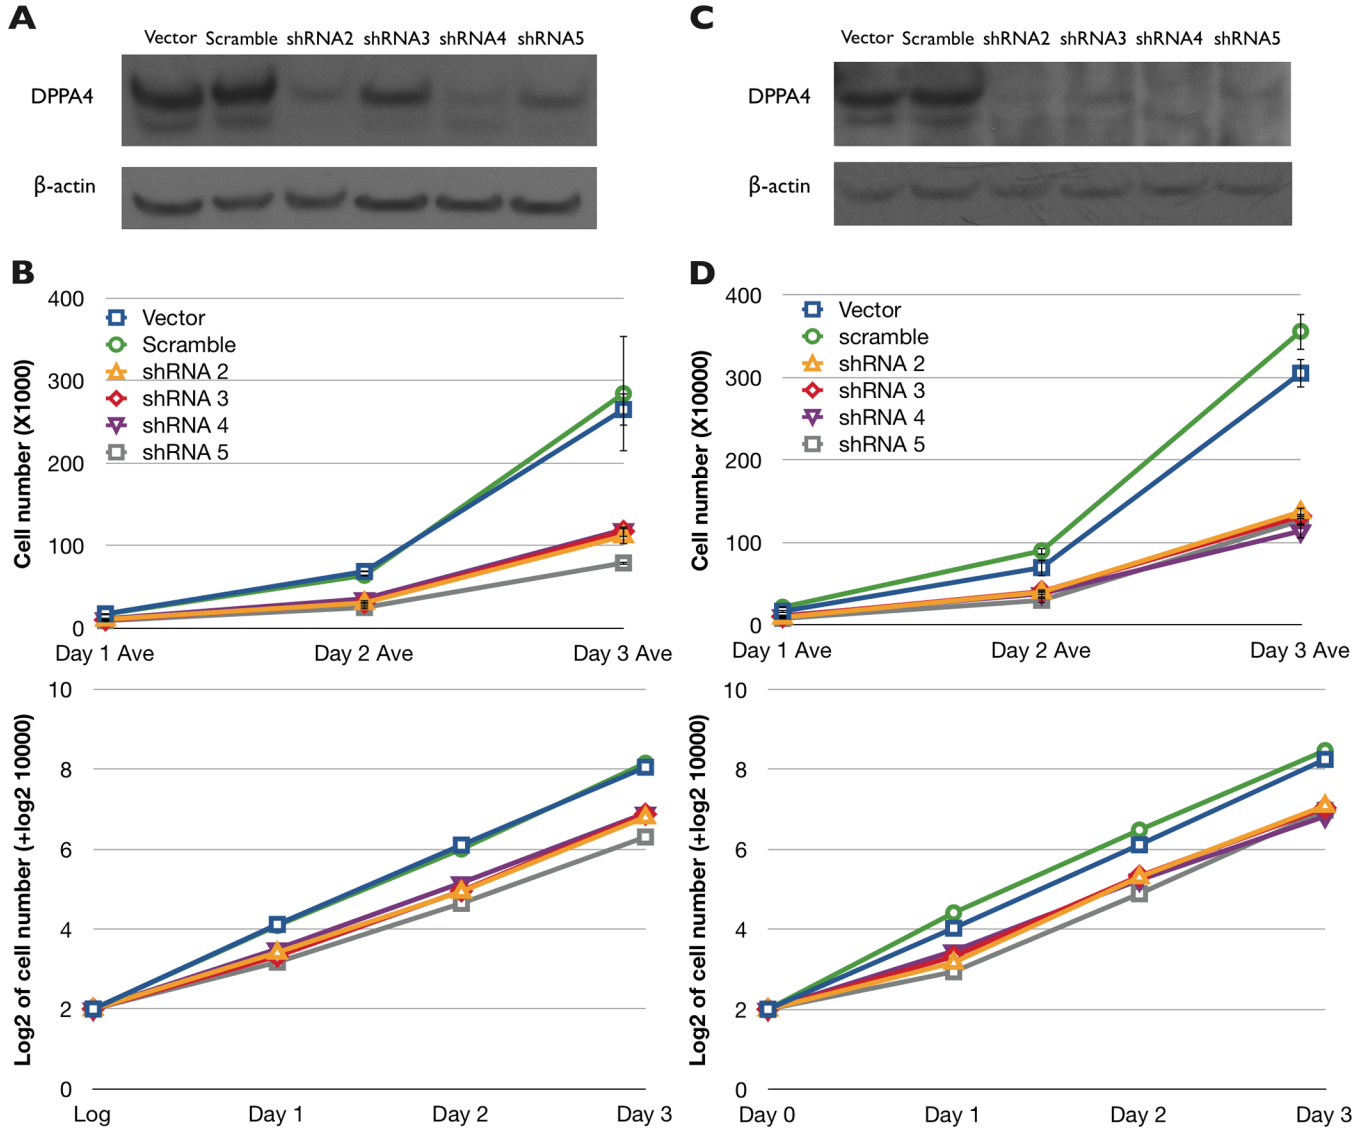 A
Vector Scramble shRNA2 shRNA3 shRNA4 shRNA5
DPPA4
β-actin
C
Vector Scramble shRNA2 shRNA3 shRNA4 shRNA5
DPPA4
β-actin
B
Cell number (X1000)
400
300
200
100
0
Vector
Scramble
shRNA 2
shRNA 3
shRNA 4
shRNA 5
Day 1 Ave Day 2 Ave Day 3 Ave
Log2 of cell number (+log2 10000)
10
8
6
4
2
0
Log Day 1 Day 2 Day 3
D
Cell number (X10000)
400
300
200
100
0
Vector
scramble
shRNA 2
shRNA 3
shRNA 4
shRNA 5
Day 1 Ave Day 2 Ave Day 3 Ave
Log2 of cell number (+log2 10000)
10
8
6
4
2
0
Day 0 Day 1 Day 2 Day 3